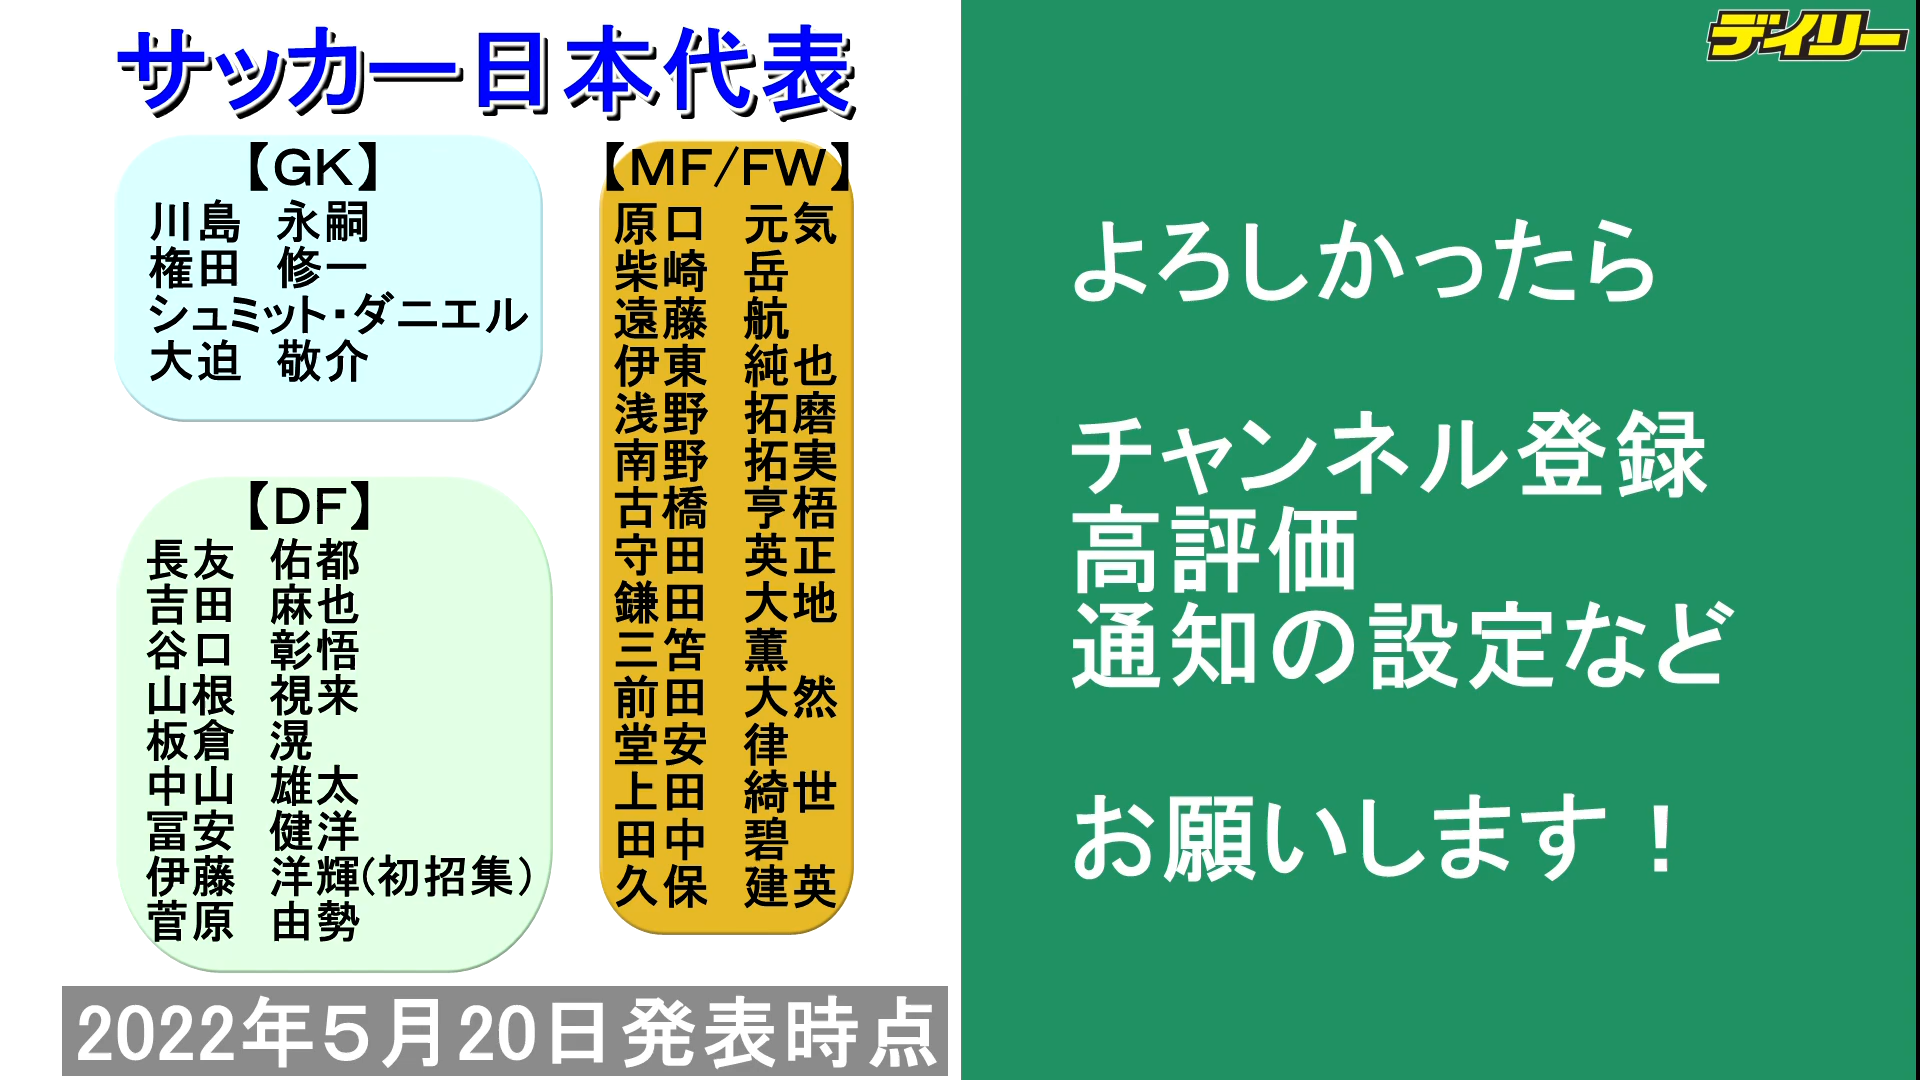 サッカー日本代表
【GK】
川島 永嗣
権田 修一
シュミット・ダニエル
大迫 敬介
【DF】
長友 佑都
吉田 麻也
谷口 彰悟
山根 視来
板倉 滉
中山 雄太
冨安 健洋
伊藤 洋輝(初招集)
菅原 由勢
【MF/FW】
原口 元気
柴崎 岳
遠藤 航
伊東 純也
浅野 拓磨
南野 拓実
古橋 亨梧
守田 英正
鎌田 大地
三笘 薫
前田 大然
堂安 律
上田 綺世
田中 碧
久保 建英
2022年5月20日発表時点
デイリー
よろしかったら
チャンネル登録
高評価
通知の設定など
お願いします！